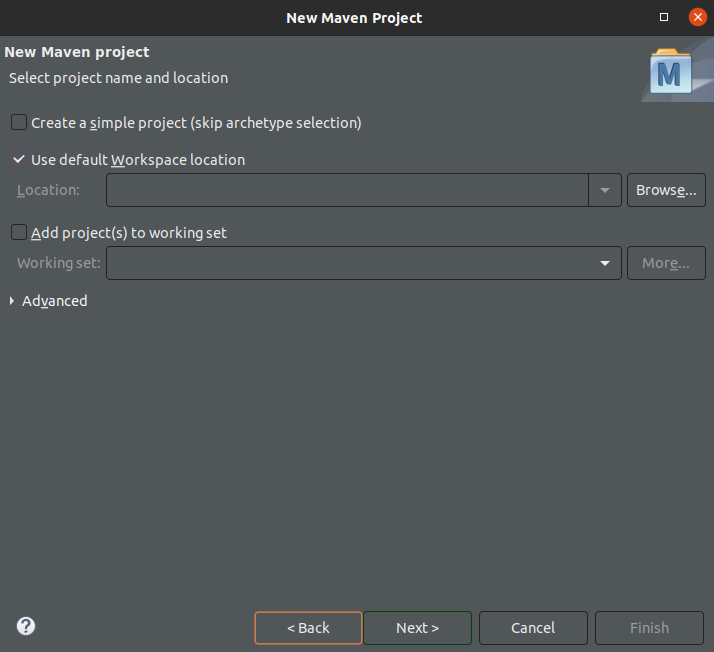 New Maven Project
New Maven project
Select project name and location
M
Create a simple project (skip archetype selection)
Use default Workspace location
Location:
Browse...
Add project(s) to working set
Working set:
More...
Advanced
?
< Back
Next >
Cancel
Finish